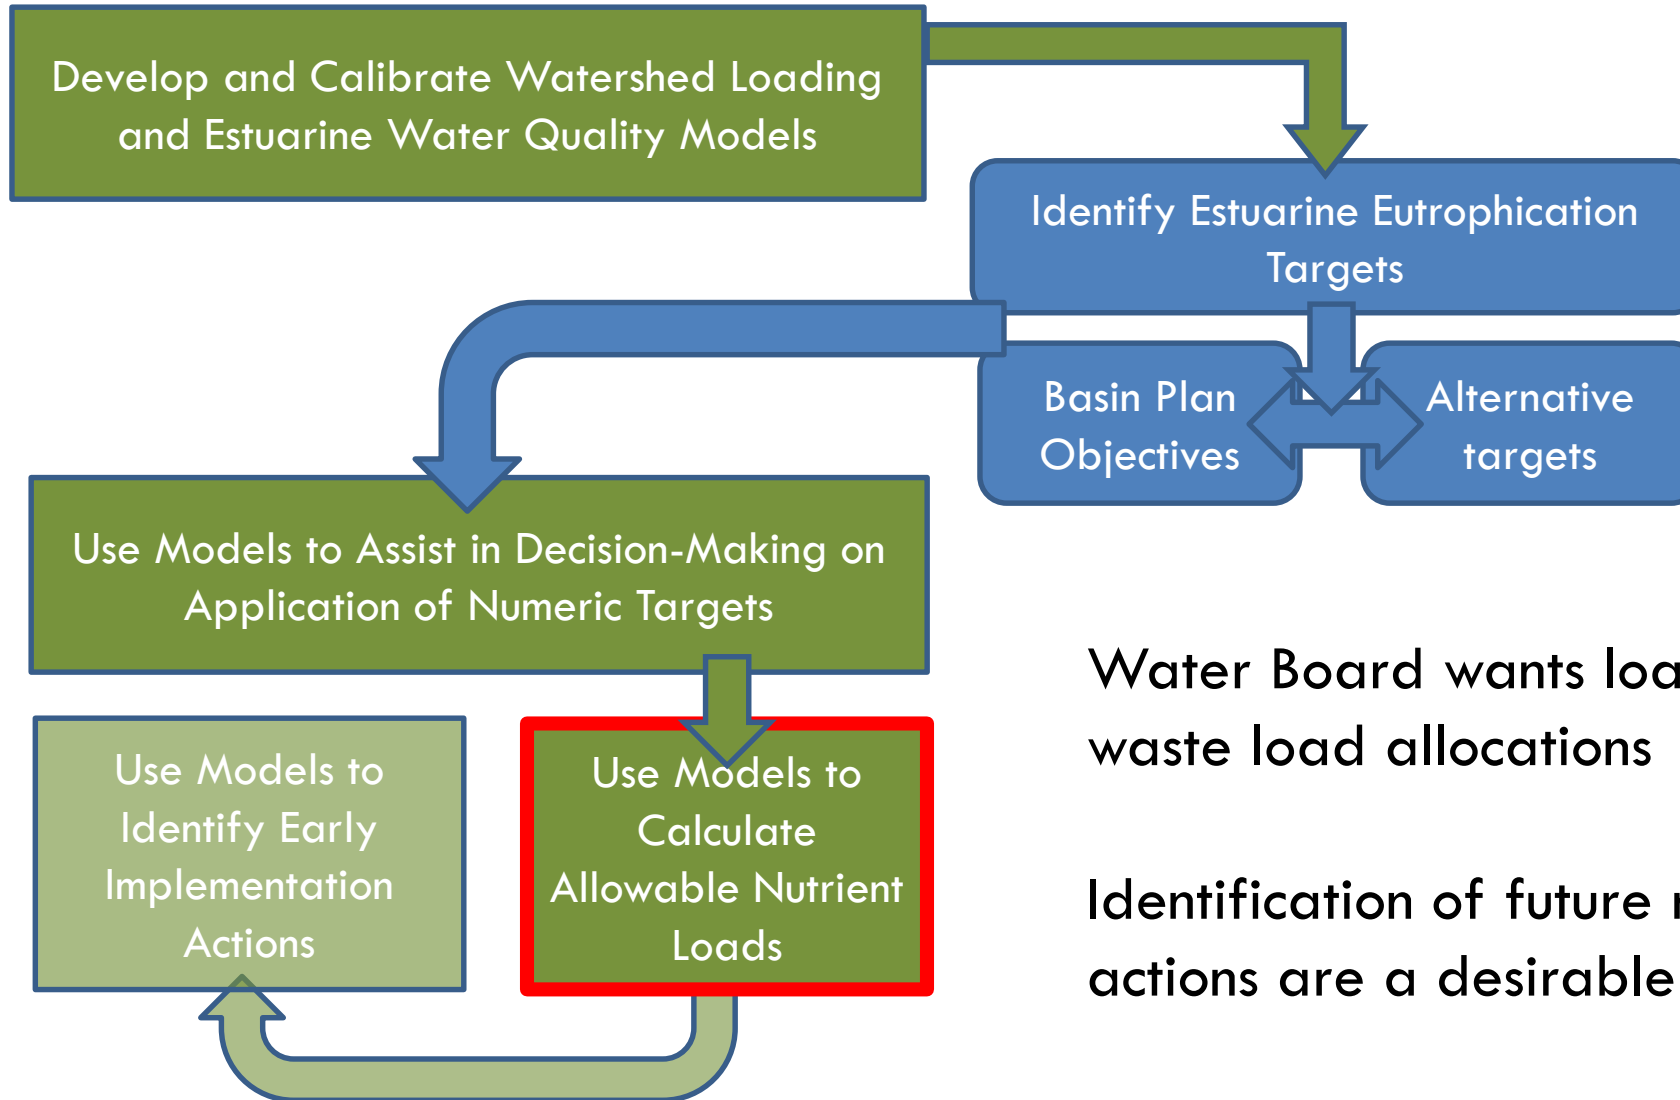 Develop and Calibrate Watershed Loading
and Estuarine Water Quality Models
Identify Estuarine Eutrophication
Targets
Basin Plan
Objectives
Alternative
targets
Use Models to Assist in Decision-Making on
Application of Numeric Targets
Use Models to
Identify Early
Implementation
Actions
Use Models to
Calculate
Allowable Nutrient
Loads
Water Board wants
waste load allocations
Identification of future
actions are a desirable